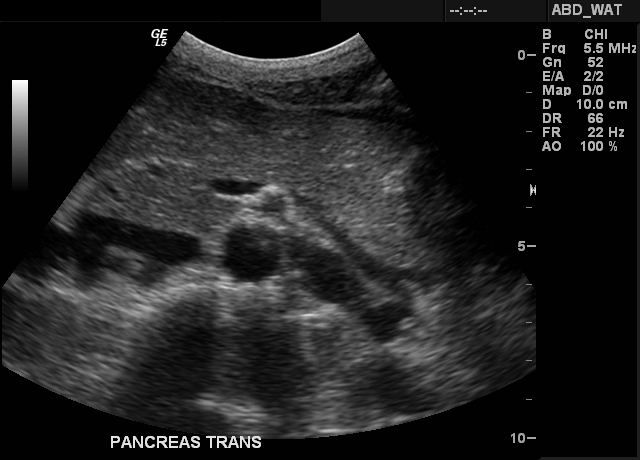 --:--:-- ABD_WAT
GE
L5
B CHI
Frq 5.5 MHz
Gn 52
E/A 2/2
Map D/0
D 10.0 cm
DR 66
FR 22 Hz
AO 100 %
0
5
10
PANCREAS TRANS